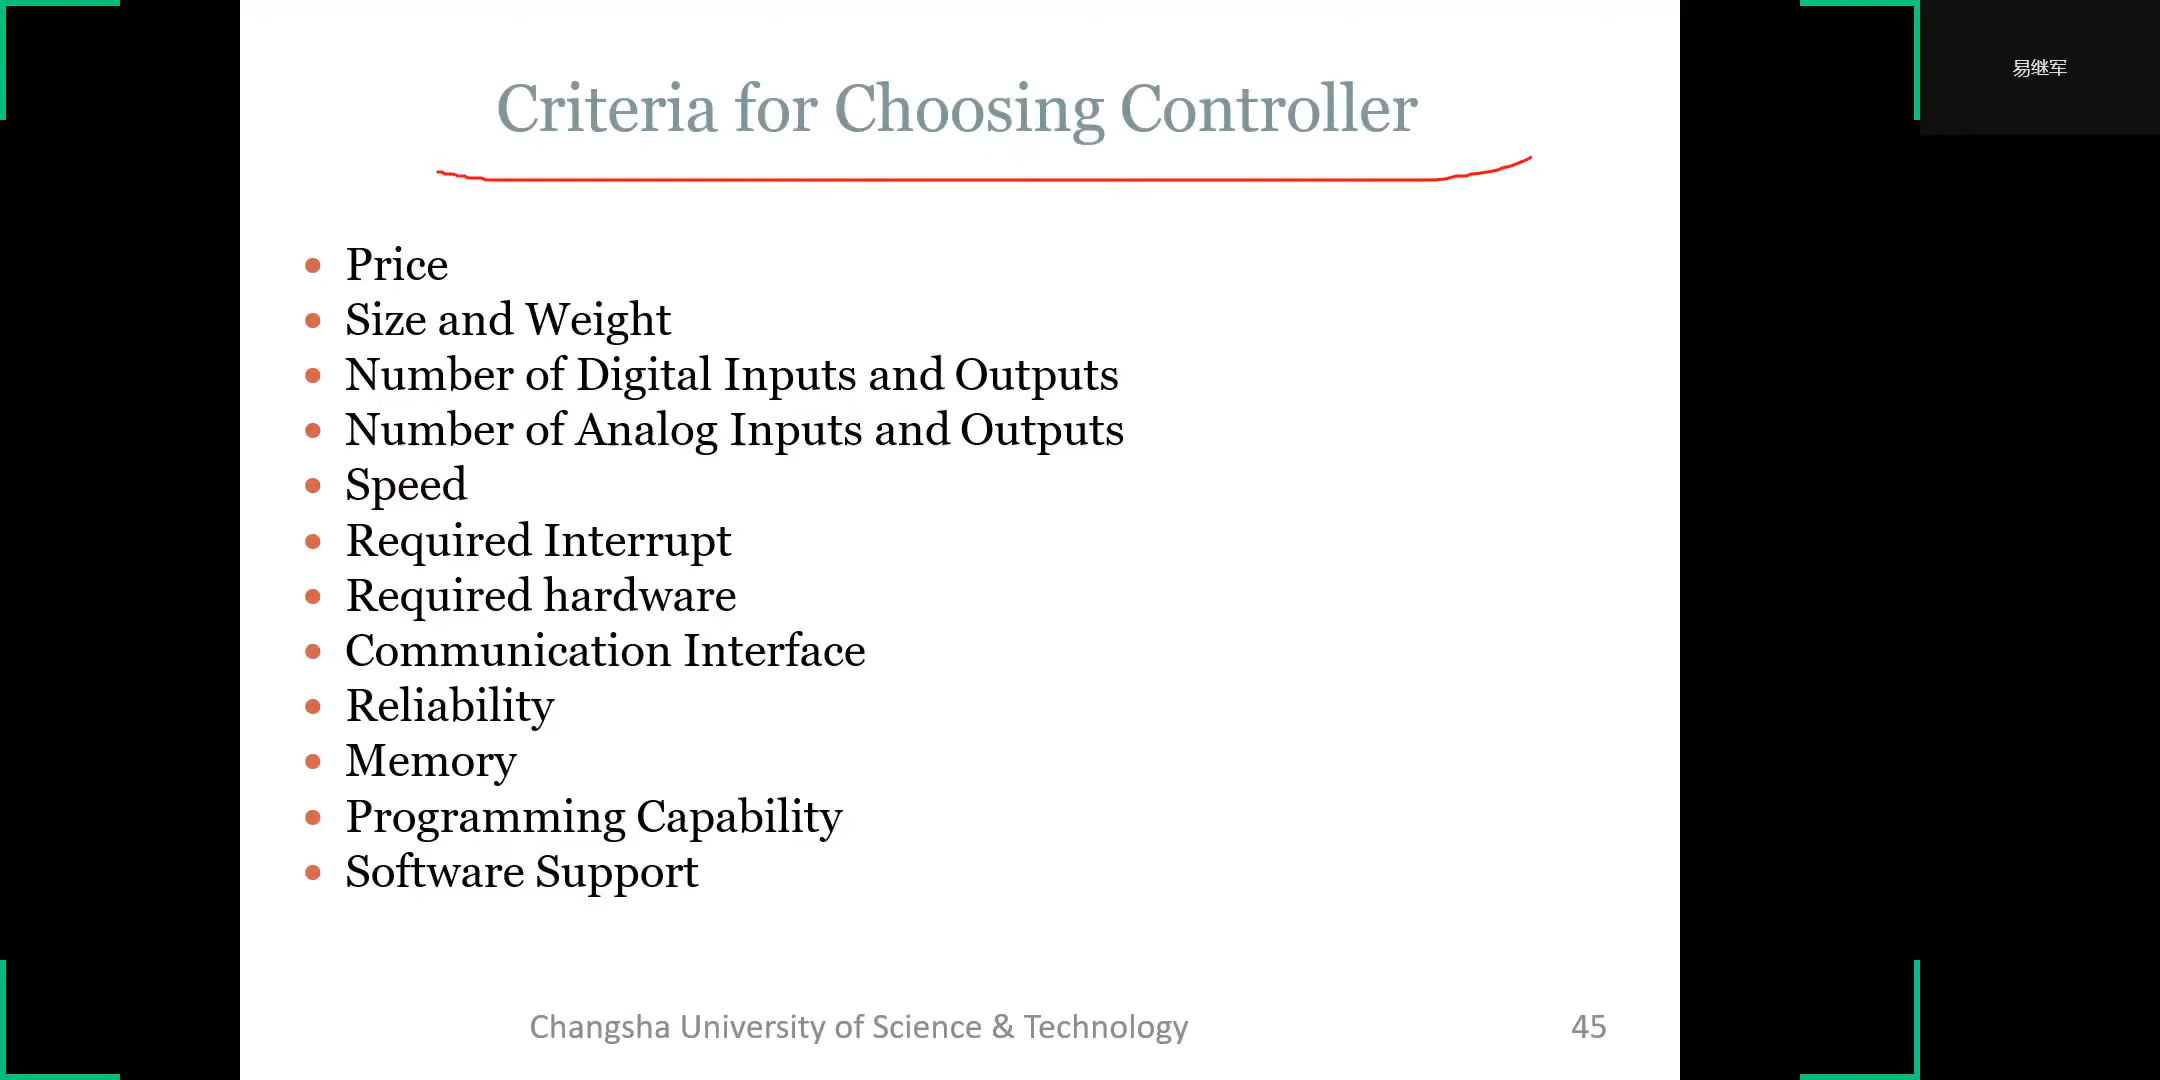 Criteria for Choosing Controller
易继军
• Price
• Size and Weight
• Number of Digital Inputs and Outputs
• Number of Analog Inputs and Outputs
• Speed
• Required Interrupt
• Required hardware
• Communication Interface
• Reliability
• Memory
• Programming Capability
• Software Support
Changsha University of Science & Technology
45